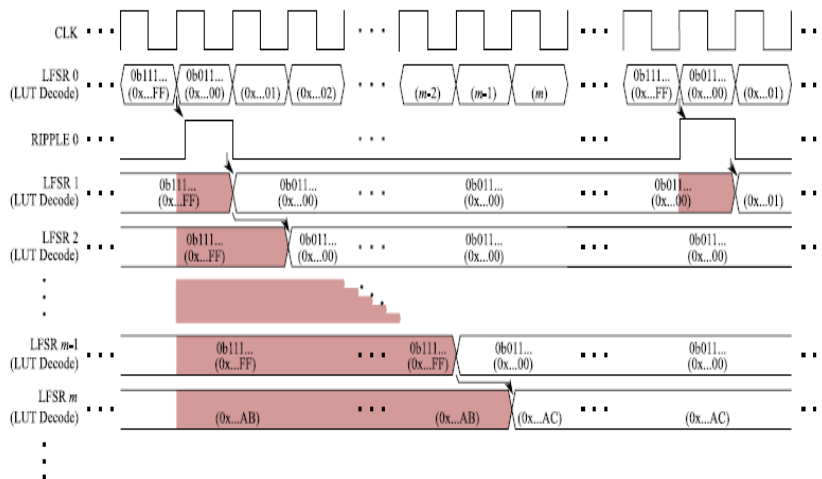 CLK
LFSR 0 0b111... 0b011... 0b111... 0b011...
(LUT Decode) (0x...FF) (0x...00) (0x...01) (0x...02) (m-2) (m-1) (m) (0x...FF) (0x...00) (0x...01)
RIPPLE 0
LFSR 1 0b111... 0b011... 0b011... 0b011...
(LUT Decode) (0x...FF) (0x...00) (0x...00) (0x...00) (0x...01)
LFSR 2 0b111... 0b011... 0b011... 0b011...
(LUT Decode) (0x...FF) (0x...00) (0x...00) (0x...00)
LFSR m-1 0b111... 0b111... 0b011... 0b011...
(LUT Decode) (0x...FF) (0x...FF) (0x...00) (0x...00)
LFSR m
(LUT Decode) (0x...AB) (0x...AB) (0x...AC) (0x...AC)